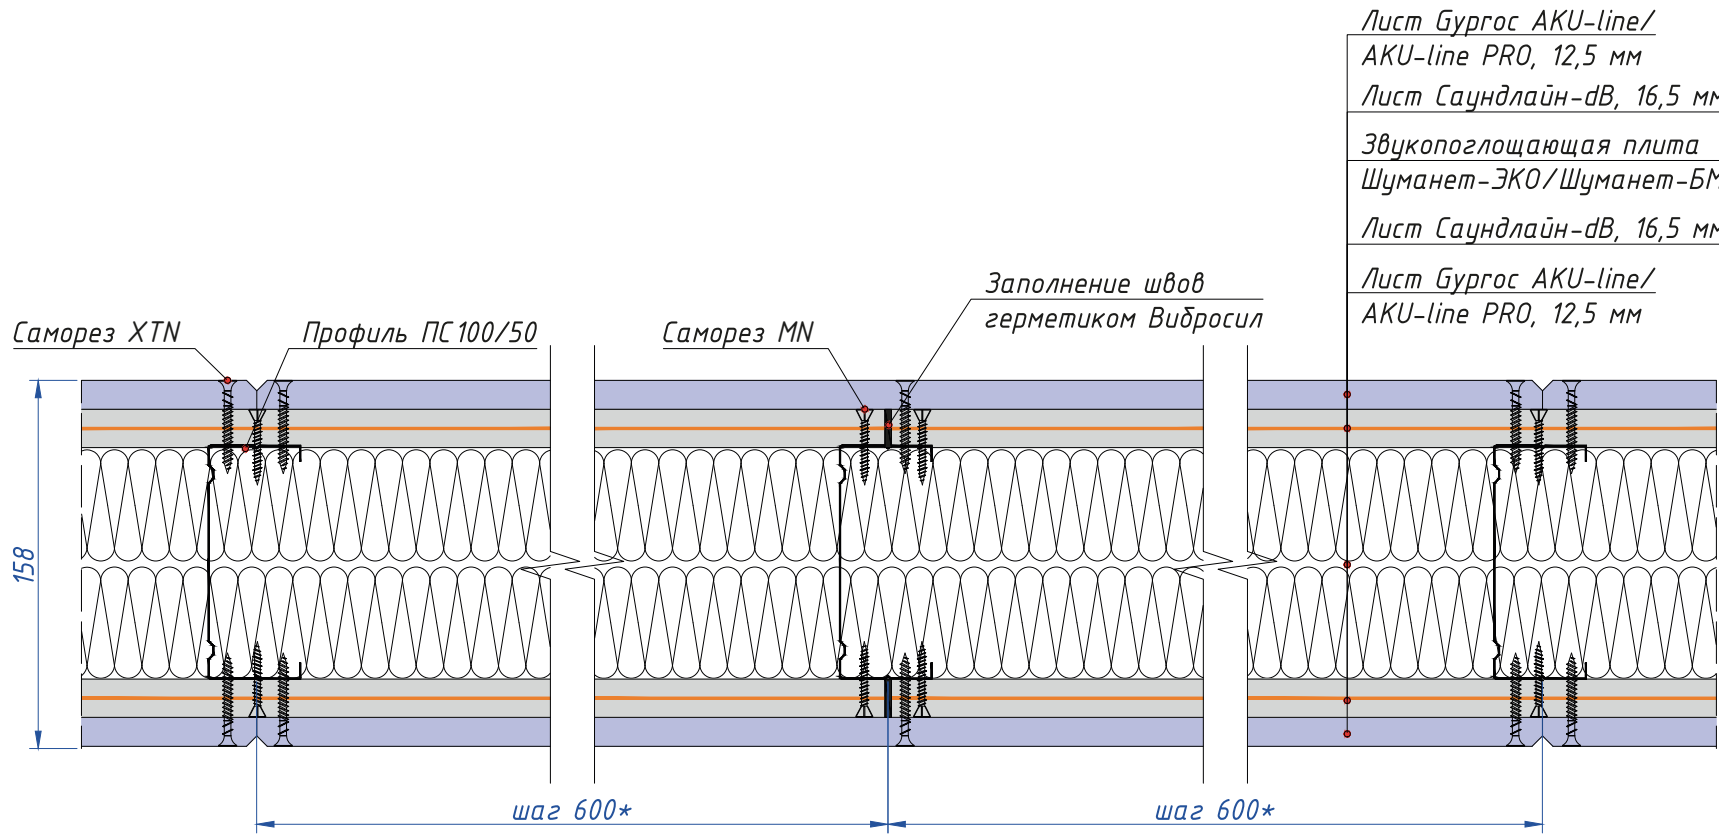 Лист Gyproc AKU-line/
AKU-line PRO, 12,5 мм
Лист Саундлайн-dB, 16,5 мм
Звукопоглощающая плита
Шуманет-ЭКО/Шуманет-БМ
Лист Саундлайн-dB, 16,5 мм
Лист Gyproc AKU-line/
AKU-line PRO, 12,5 мм
Заполнение швов
герметиком Вибросил
Саморез XTN
Профиль ПС100/50
Саморез MN
158
шаг 600*
шаг 600*